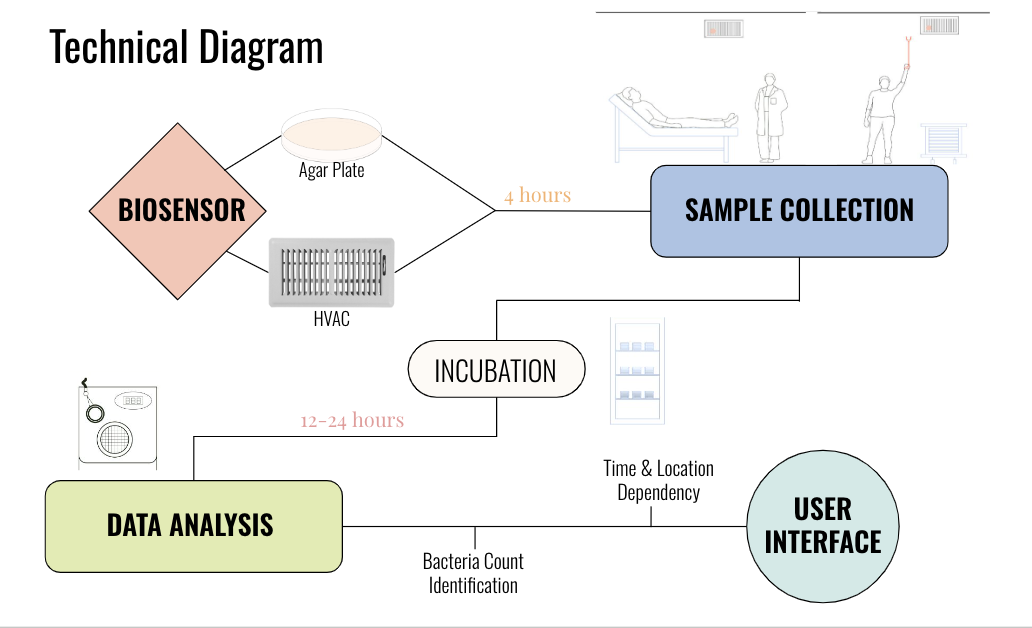 Technical Diagram
Agar Plate
BIOSENSOR
4 hours
SAMPLE COLLECTION
HVAC
INCUBATION
12-24 hours
Time & Location
Dependency
DATA ANALYSIS
USER
INTERFACE
Bacteria Count
Identification